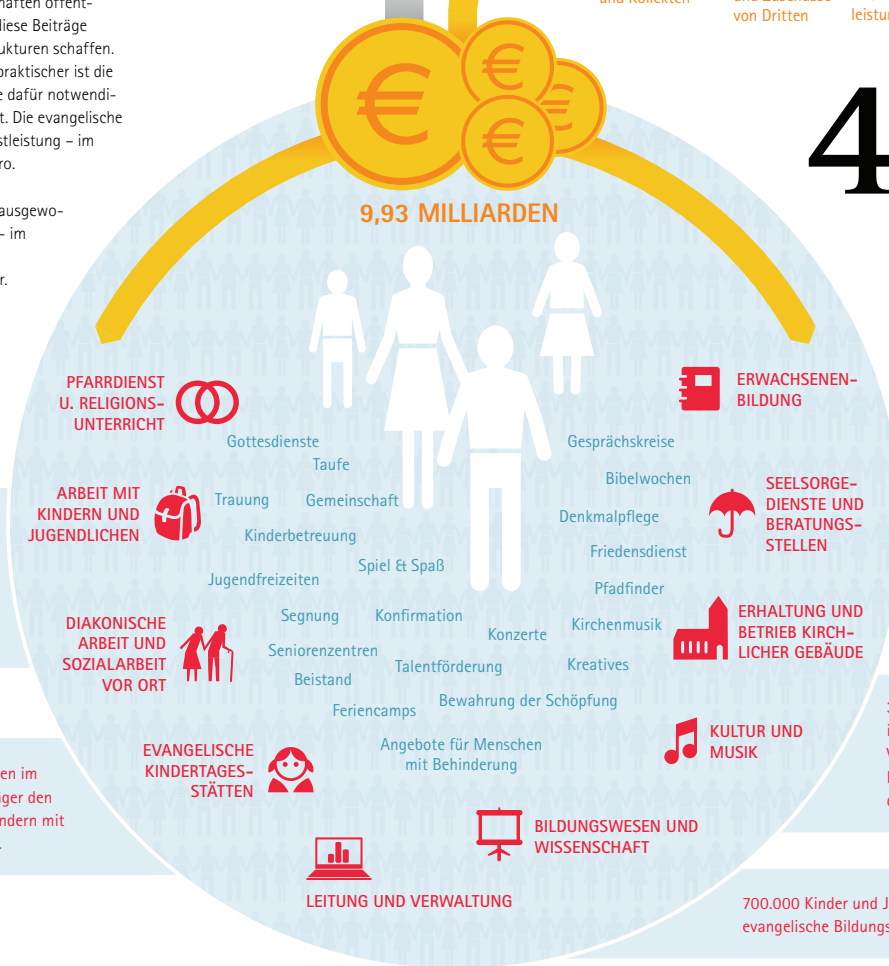 diese Beiträge
ukturen schaffen.
praktischer ist die
e dafür notwendi-
t. Die evangelische
stleistung – im
ro.
ausgewo-
– im
r.
von Dritten
4
€
€
€
€
9,93 MILLIARDEN
PFARRDIENST
U. RELIGIONS-
UNTERRICHT
ERWACHSENEN-
BILDUNG
Gottesdienste
Taufe
Trauung
Gemeinschaft
Kinderbetreuung
Spiel & Spaß
Jugendfreizeiten
Segnung
Konfirmation
Seniorenzentren
Beistand
Talentförderung
Feriencamps
Konzerte
Gesprächskreise
Bibelwochen
Denkmalpflege
Friedensdienst
Pfadfinder
Kirchenmusik
Kreatives
Bewahrung der Schöpfung
Angebote für Menschen
mit Behinderung
ARBEIT MIT
KINDERN UND
JUGENDLICHEN
SEELSORGE-
DIENSTE UND
BERATUNGS-
STELLEN
DIAKONISCHE
ARBEIT UND
SOZIALARBEIT
VOR ORT
ERHALTUNG UND
BETRIEB KIRCH-
LICHER GEBÄUDE
EVANGELISCHE
KINDERTAGES-
STÄTTEN
KULTUR UND
MUSIK
BILDUNGSWESEN UND
WISSENSCHAFT
LEITUNG UND VERWALTUNG
en im
ger den
ndern mit
700.000 Kinder und J
evangelische Bildungs